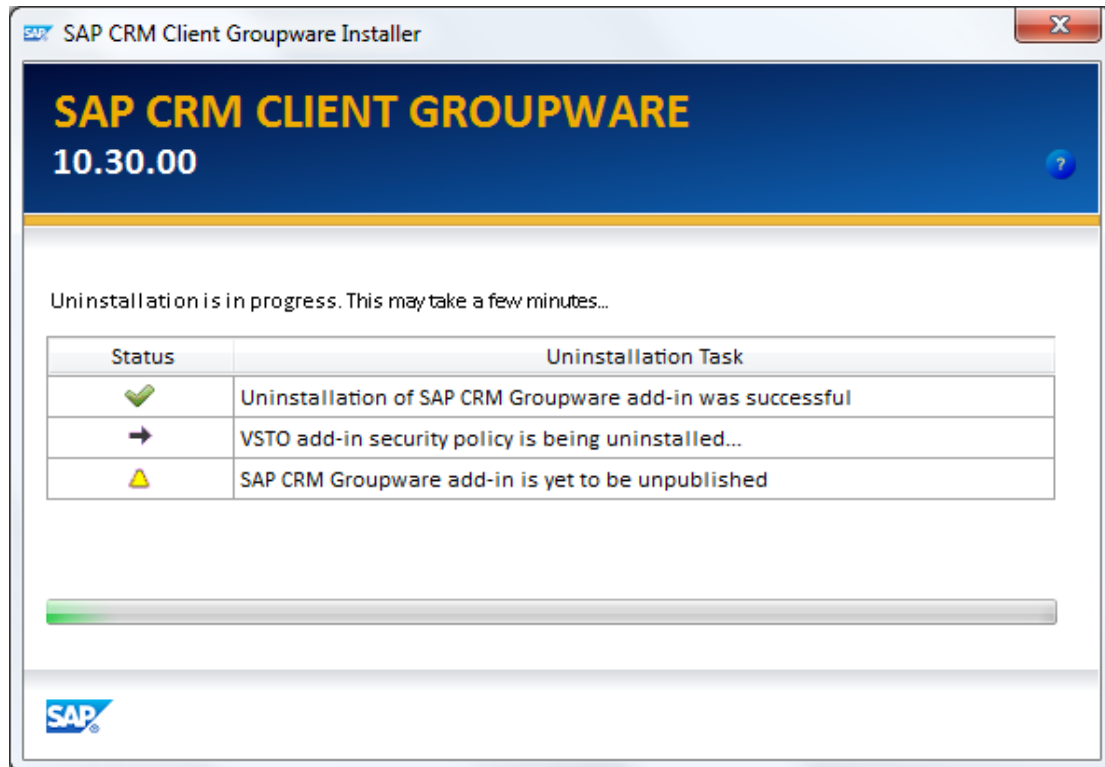 SAP SAP CRM Client Groupware Installer
SAP CRM CLIENT GROUPWARE
10.30.00
?
Uninstallation is in progress. This may take a few minutes...
Status Uninstallation Task
Uninstallation of SAP CRM Groupware add-in was successful
VSTO add-in security policy is being uninstalled...
SAP CRM Groupware add-in is yet to be unpublished
SAP®